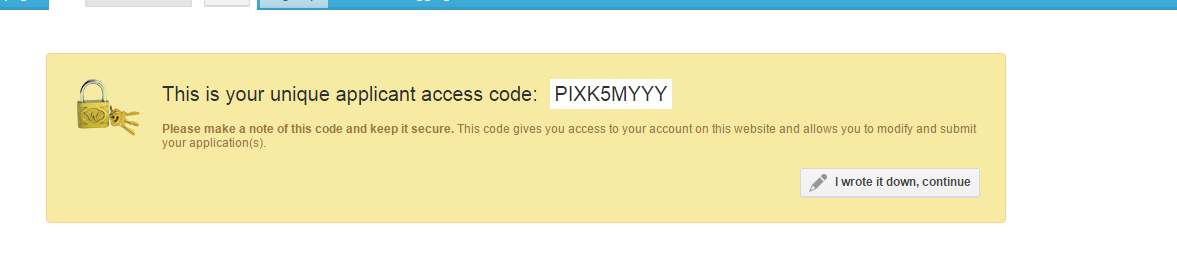 This is your unique applicant access code: PIXK5MYYY
Please make a note of this code and keep it secure. This code gives you access to your account on this website and allows you to modify and submit
your application(s).
I wrote it down, continue